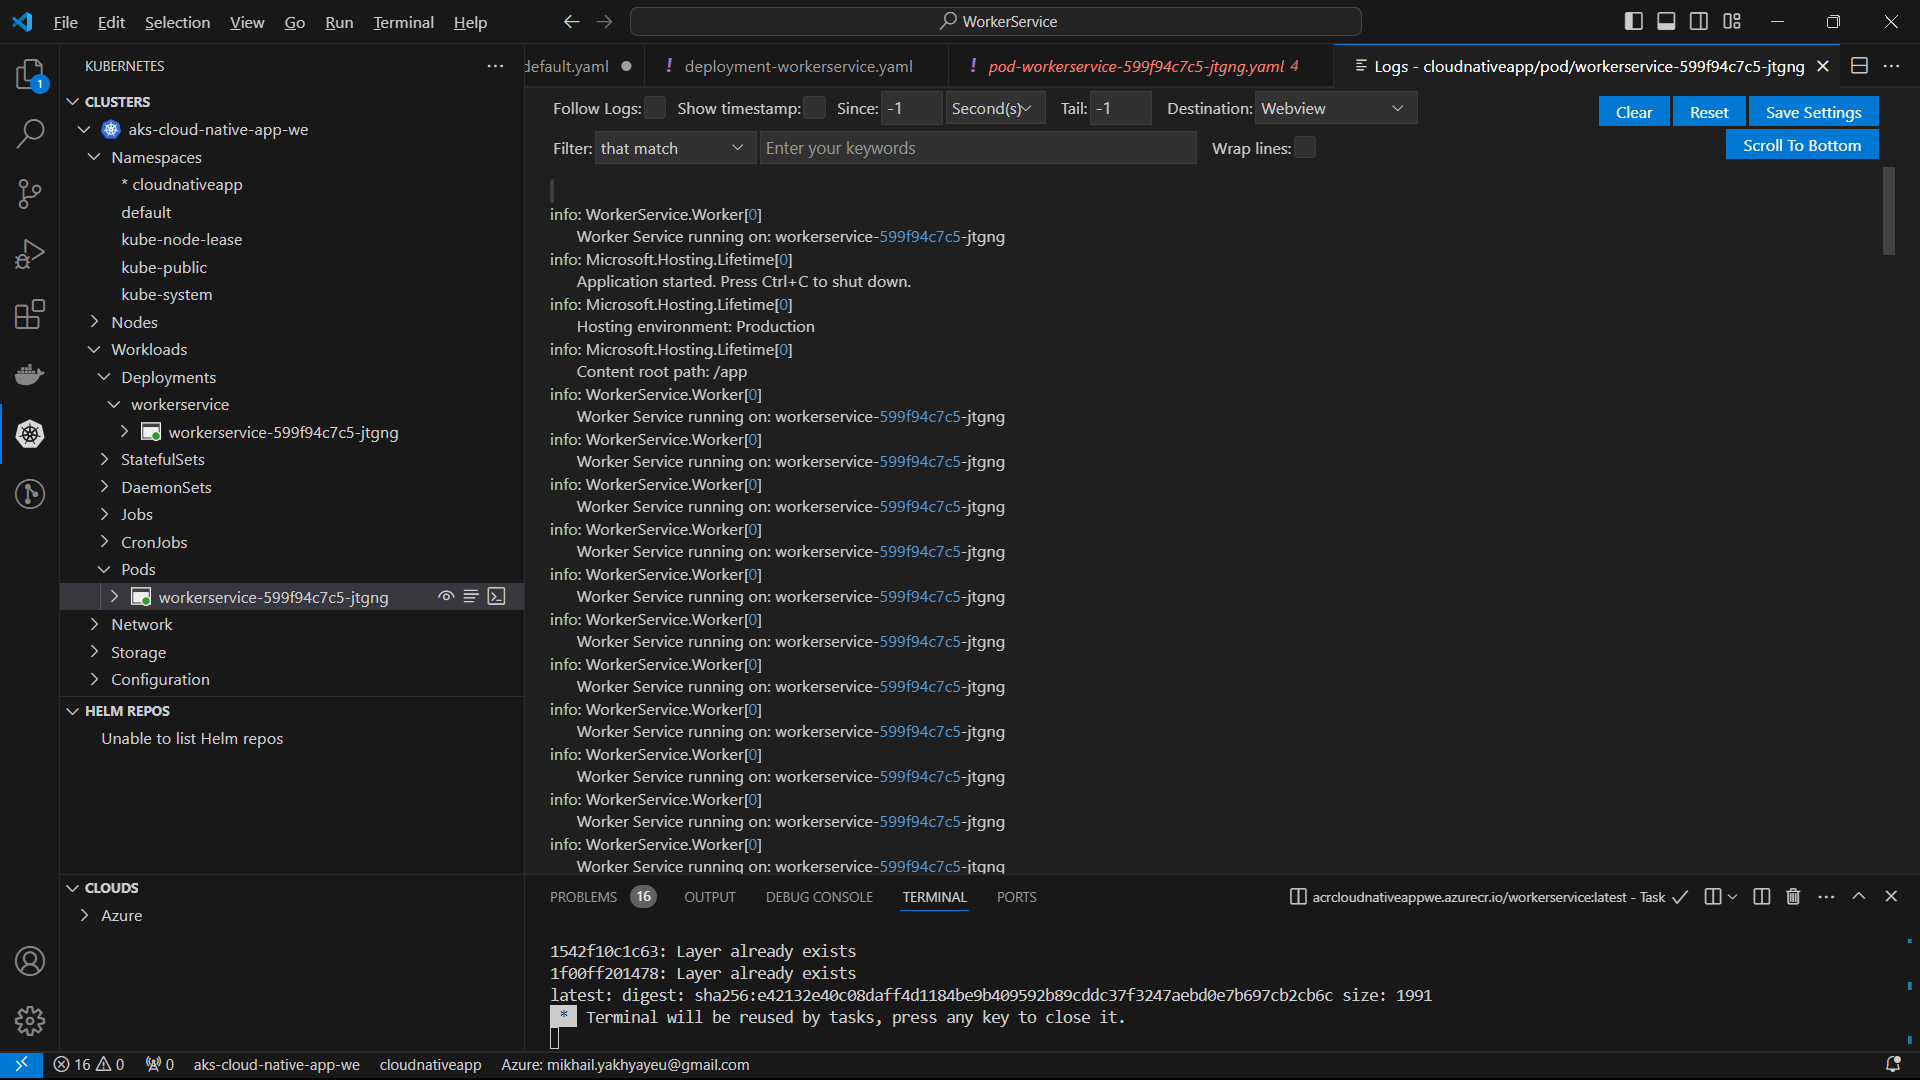 File Edit Selection View Go Run Terminal Help
WorkerService
1
KUBERNETES
CLUSTERS
aks-cloud-native-app-we
Namespaces
* cloudnativeapp
default
kube-node-lease
kube-public
kube-system
Nodes
Workloads
Deployments
workerservice
workerservice-599f94c7c5-jtgng
StatefulSets
DaemonSets
Jobs
CronJobs
Pods
workerservice-599f94c7c5-jtgng
Network
Storage
Configuration
HELM REPOS
Unable to list Helm repos
CLOUDS
Azure
default.yaml
! deployment-workerservice.yaml
! pod-workerservice-599f94c7c5-jtgng.yaml 4
Logs - cloudnativeapp/pod/workerservice-599f94c7c5-jtgng
Follow Logs: Show timestamp: Since: -1 Second(s) Tail: -1 Destination: Webview
Clear Reset Save Settings
Filter: that match Enter your keywords Wrap lines:
Scroll To Bottom
info: WorkerService.Worker[0]
Worker Service running on: workerservice-599f94c7c5-jtgng
info: Microsoft.Hosting.Lifetime[0]
Application started. Press Ctrl+C to shut down.
info: Microsoft.Hosting.Lifetime[0]
Hosting environment: Production
info: Microsoft.Hosting.Lifetime[0]
Content root path: /app
info: WorkerService.Worker[0]
Worker Service running on: workerservice-599f94c7c5-jtgng
info: WorkerService.Worker[0]
Worker Service running on: workerservice-599f94c7c5-jtgng
info: WorkerService.Worker[0]
Worker Service running on: workerservice-599f94c7c5-jtgng
info: WorkerService.Worker[0]
Worker Service running on: workerservice-599f94c7c5-jtgng
info: WorkerService.Worker[0]
Worker Service running on: workerservice-599f94c7c5-jtgng
info: WorkerService.Worker[0]
Worker Service running on: workerservice-599f94c7c5-jtgng
info: WorkerService.Worker[0]
Worker Service running on: workerservice-599f94c7c5-jtgng
info: WorkerService.Worker[0]
Worker Service running on: workerservice-599f94c7c5-jtgng
info: WorkerService.Worker[0]
Worker Service running on: workerservice-599f94c7c5-jtgng
info: WorkerService.Worker[0]
Worker Service running on: workerservice-599f94c7c5-jtgng
info: WorkerService.Worker[0]
Worker Service running on: workerservice-599f94c7c5-jtgng
PROBLEMS 16 OUTPUT DEBUG CONSOLE TERMINAL PORTS
acrcloudnativeappwe.azurecr.io/workerservice:latest - Task
1542f10c1c63: Layer already exists
1f00ff201478: Layer already exists
latest: digest: sha256:e42132e40c08daff4d1184be9b409592b89cddc37f3247aebd0e7b697cb2cb6c size: 1991
* Terminal will be reused by tasks, press any key to close it.
16 0 0 aks-cloud-native-app-we cloudnativeapp Azure: mikhail.yakhyayeu@gmail.com